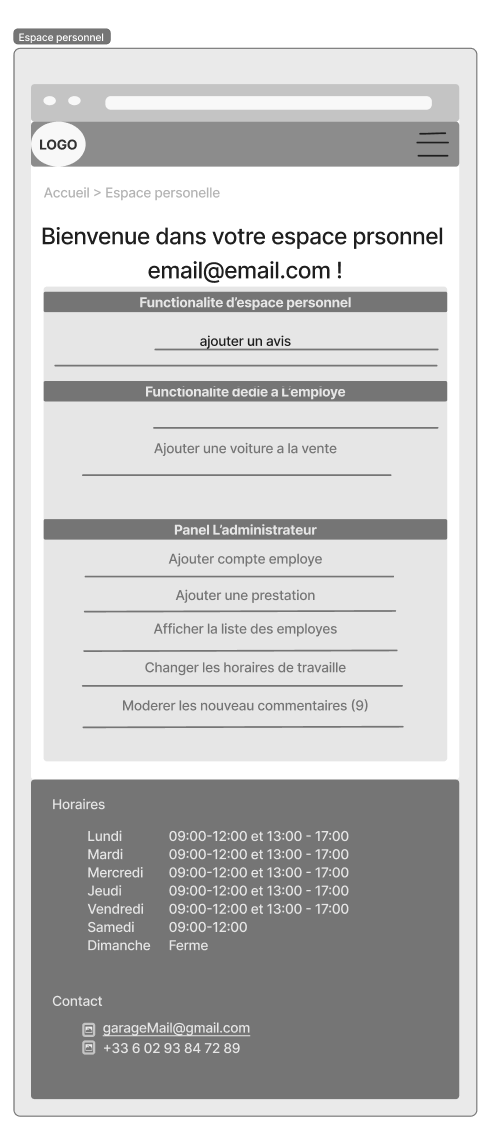 Espace personnel
LOGO
Accueil > Espace personelle
Bienvenue dans votre espace prsonnel
email@email.com !
Functionalite d'espace personnel
ajouter un avis
Functionalite dedie a L'employe
Ajouter une voiture a la vente
Panel L'administrateur
Ajouter compte employe
Ajouter une prestation
Afficher la liste des employes
Changer les horaires de travaille
Moderer les nouveau commentaires (9)
Horaires
Lundi 09:00-12:00 et 13:00 - 17:00
Mardi 09:00-12:00 et 13:00 - 17:00
Mercredi 09:00-12:00 et 13:00 - 17:00
Jeudi 09:00-12:00 et 13:00 - 17:00
Vendredi 09:00-12:00 et 13:00 - 17:00
Samedi 09:00-12:00
Dimanche Ferme
Contact
garageMail@gmail.com
+33 6 02 93 84 72 89